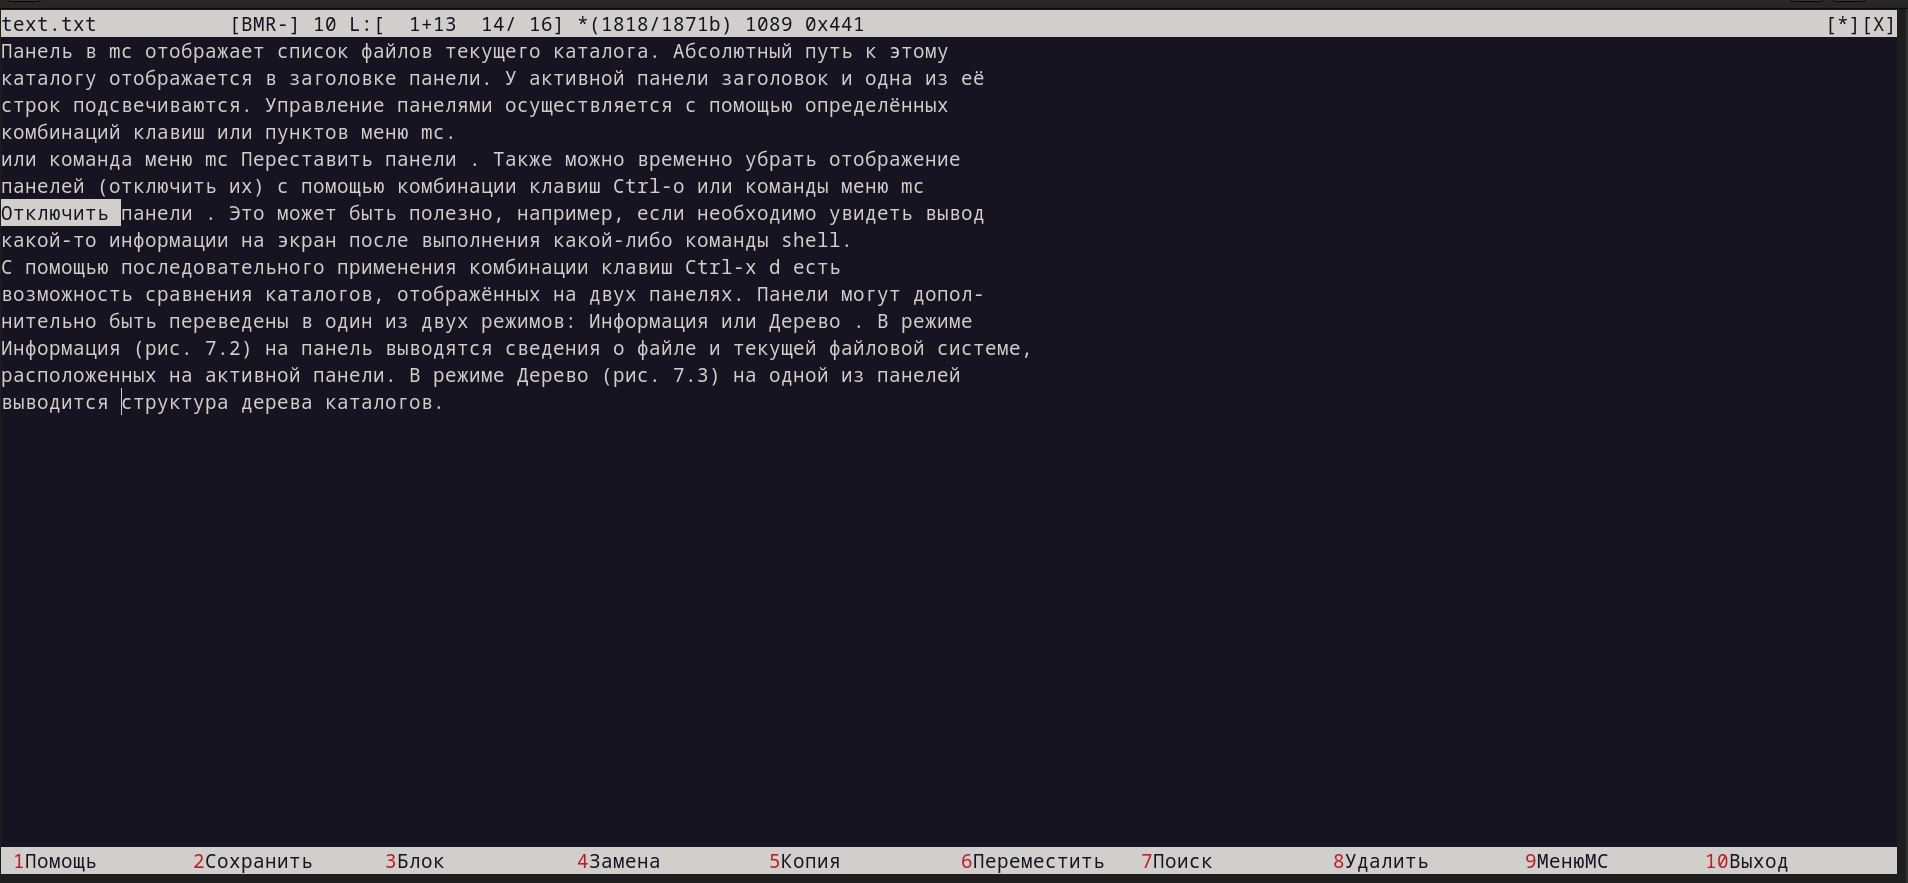 text.txt [BMR-] 10 L:[ 1+13 14/ 16] *(1818/1871b) 1089 0x441 [*][X]
Панель в mc отображает список файлов текущего каталога. Абсолютный путь к этому
каталогу отображается в заголовке панели. У активной панели заголовок и одна из её
строк подсвечиваются. Управление панелями осуществляется с помощью определённых
комбинаций клавиш или пунктов меню mc.
или команда меню mc Переставить панели . Также можно временно убрать отображение
панелей (отключить их) с помощью комбинации клавиш Ctrl-o или команды меню mc
Отключить панели . Это может быть полезно, например, если необходимо увидеть вывод
какой-то информации на экран после выполнения какой-либо команды shell.
С помощью последовательного применения комбинации клавиш Ctrl-x d есть
возможность сравнения каталогов, отображённых на двух панелях. Панели могут допол-
нительно быть переведены в один из двух режимов: Информация или Дерево . В режиме
Информация (рис. 7.2) на панель выводятся сведения о файле и текущей файловой системе,
расположенных на активной панели. В режиме Дерево (рис. 7.3) на одной из панелей
выводится структура дерева каталогов.
1Помощь 2Сохранить 3Блок 4Замена 5Копия 6Переместить 7Поиск 8Удалить 9МенюMC 10Выход